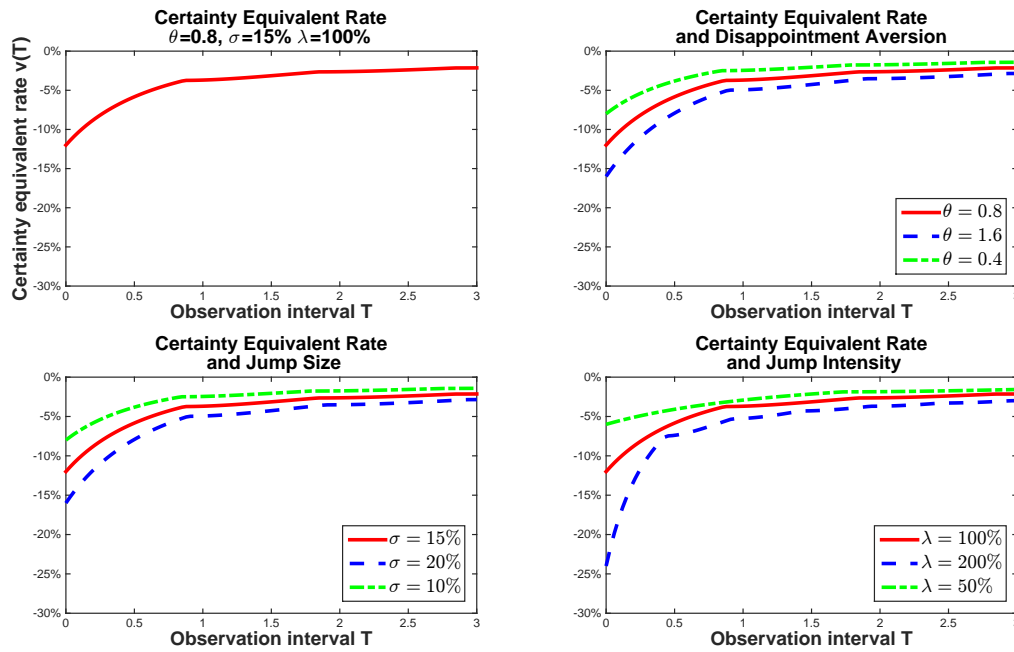 Certainty Equivalent Rate
θ=0.8, σ=15% λ=100%
Certainty equivalent rate v(T)
0%
-5%
-10%
-15%
-20%
-25%
-30%
0 0.5 1 1.5 2 2.5 3
Observation interval T
Certainty Equivalent Rate
and Disappointment Aversion
0%
-5%
-10%
-15%
-20%
-25%
-30%
θ = 0.8
θ = 1.6
θ = 0.4
0 0.5 1 1.5 2 2.5 3
Observation interval T
Certainty Equivalent Rate
and Jump Size
0%
-5%
-10%
-15%
-20%
-25%
-30%
σ = 15%
σ = 20%
σ = 10%
0 0.5 1 1.5 2 2.5 3
Observation interval T
Certainty Equivalent Rate
and Jump Intensity
0%
-5%
-10%
-15%
-20%
-25%
-30%
λ = 100%
λ = 200%
λ = 50%
0 0.5 1 1.5 2 2.5 3
Observation interval T